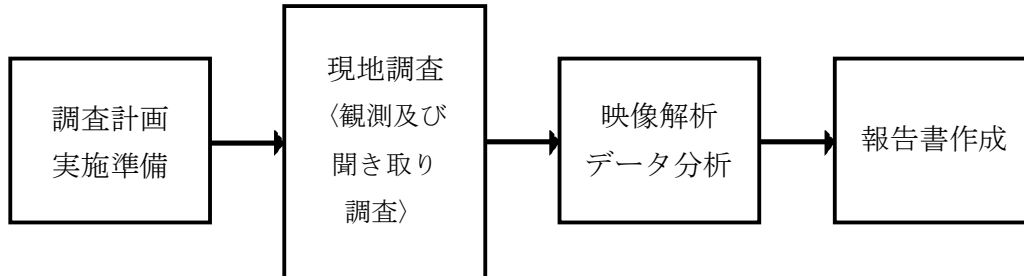 調査計画
実施準備
現地調査
〈観測及び
聞き取り
調査〉
映像解析
データ分析
報告書作成